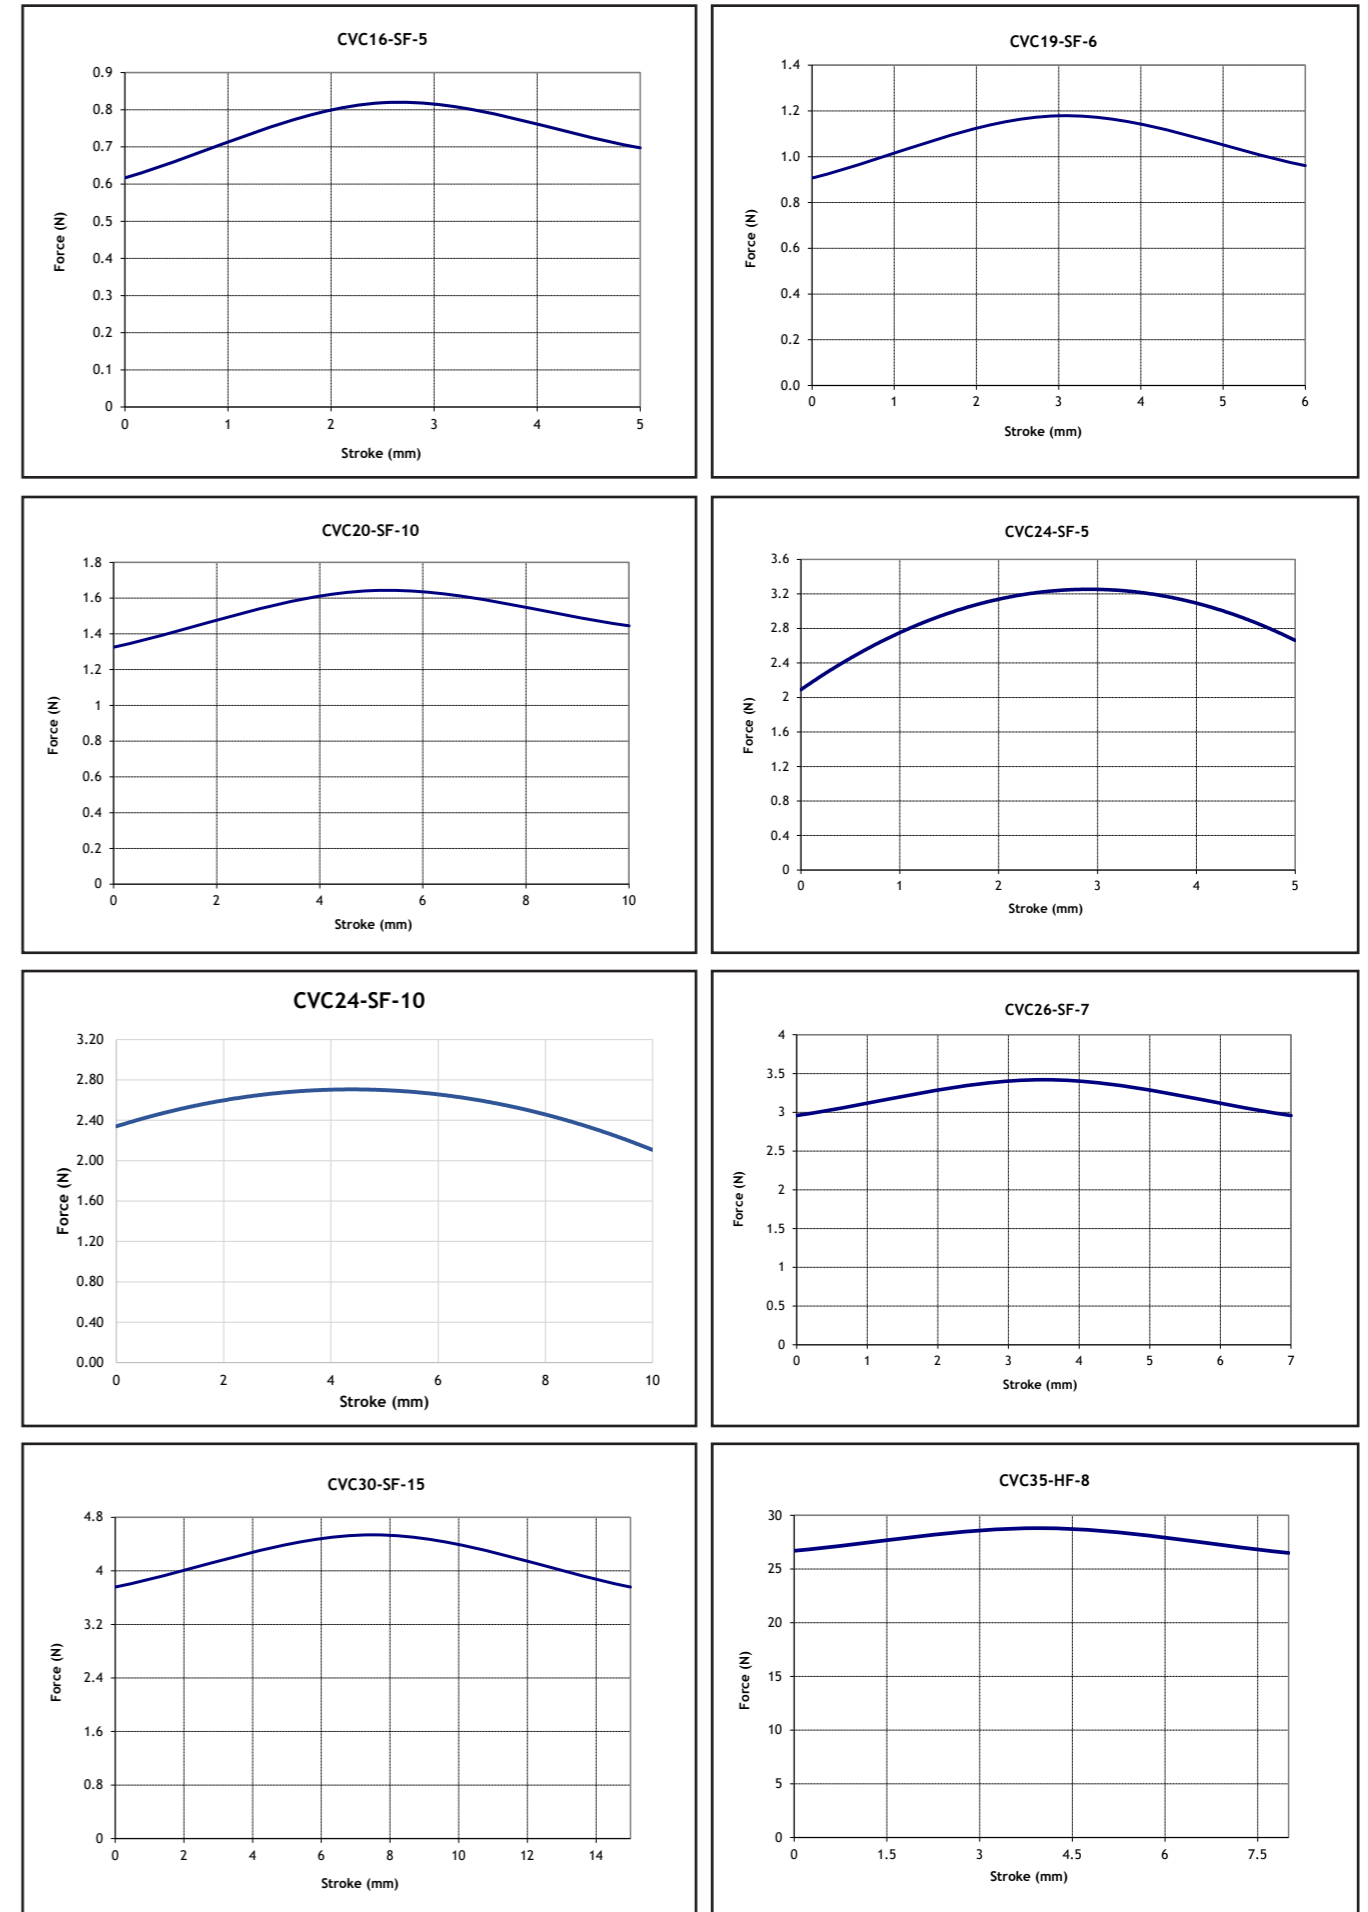 CVC16-SF-5
0.9
0.8
0.7
0.6
0.5
0.4
0.3
0.2
0.1
0
Force (N)
0 1 2 3 4 5
Stroke (mm)
CVC19-SF-6
1.4
1.2
1.0
0.8
0.6
0.4
0.2
0.0
Force (N)
0 1 2 3 4 5 6
Stroke (mm)
CVC20-SF-10
1.8
1.6
1.4
1.2
1
0.8
0.6
0.4
0.2
0
Force (N)
0 2 4 6 8 10
Stroke (mm)
CVC24-SF-5
3.6
3.2
2.8
2.4
2
1.6
1.2
0.8
0.4
0
Force (N)
0 1 2 3 4 5
Stroke (mm)
CVC24-SF-10
3.20
2.80
2.40
2.00
1.60
1.20
0.80
0.40
0.00
Force (N)
0 2 4 6 8 10
Stroke (mm)
CVC26-SF-7
4
3.5
3
2.5
2
1.5
1
0.5
0
Force (N)
0 1 2 3 4 5 6 7
Stroke (mm)
CVC30-SF-15
4.8
4
3.2
2.4
1.6
0.8
0
Force (N)
0 2 4 6 8 10 12 14
Stroke (mm)
CVC35-HF-8
30
25
20
15
10
5
0
Force (N)
0 1.5 3 4.5 6 7.5
Stroke (mm)